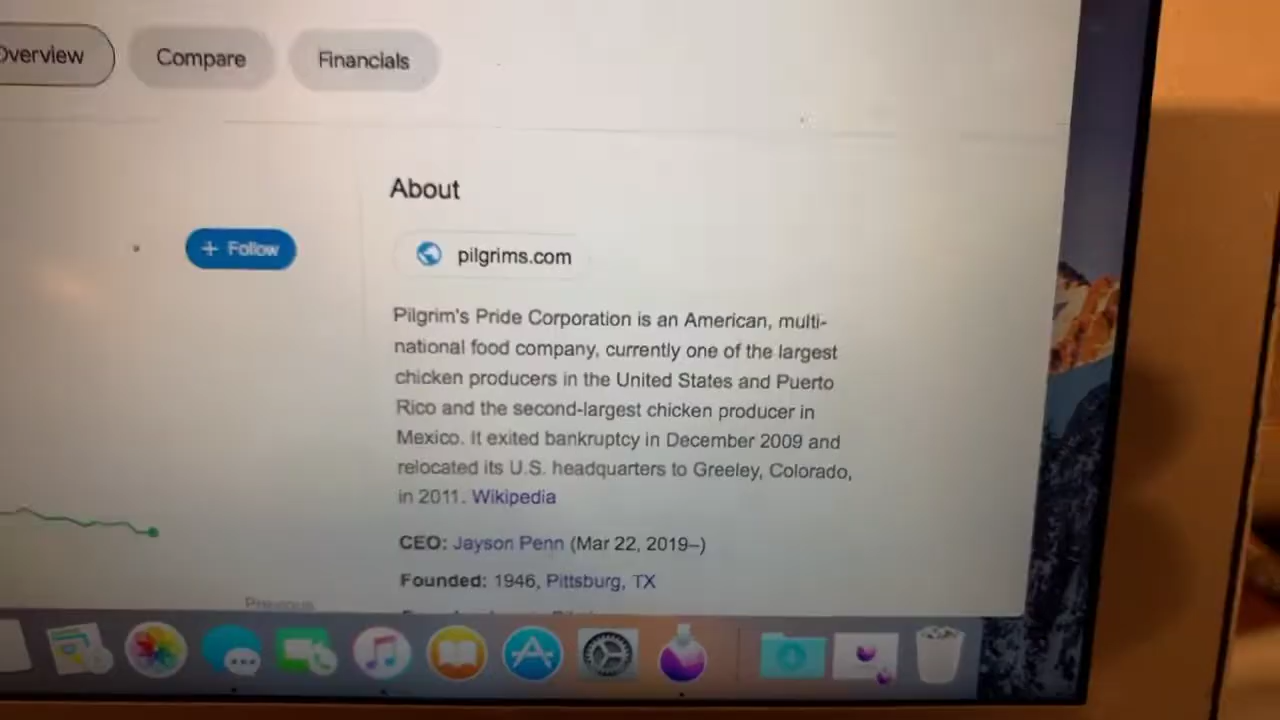 Overview Compare Financials
About
+ Follow
pilgrims.com
Pilgrim's Pride Corporation is an American, multi-
national food company, currently one of the largest
chicken producers in the United States and Puerto
Rico and the second-largest chicken producer in
Mexico. It exited bankruptcy in December 2009 and
relocated its U.S. headquarters to Greeley, Colorado,
in 2011. Wikipedia
CEO: Jayson Penn (Mar 22, 2019–)
Founded: 1946, Pittsburg, TX
Previous